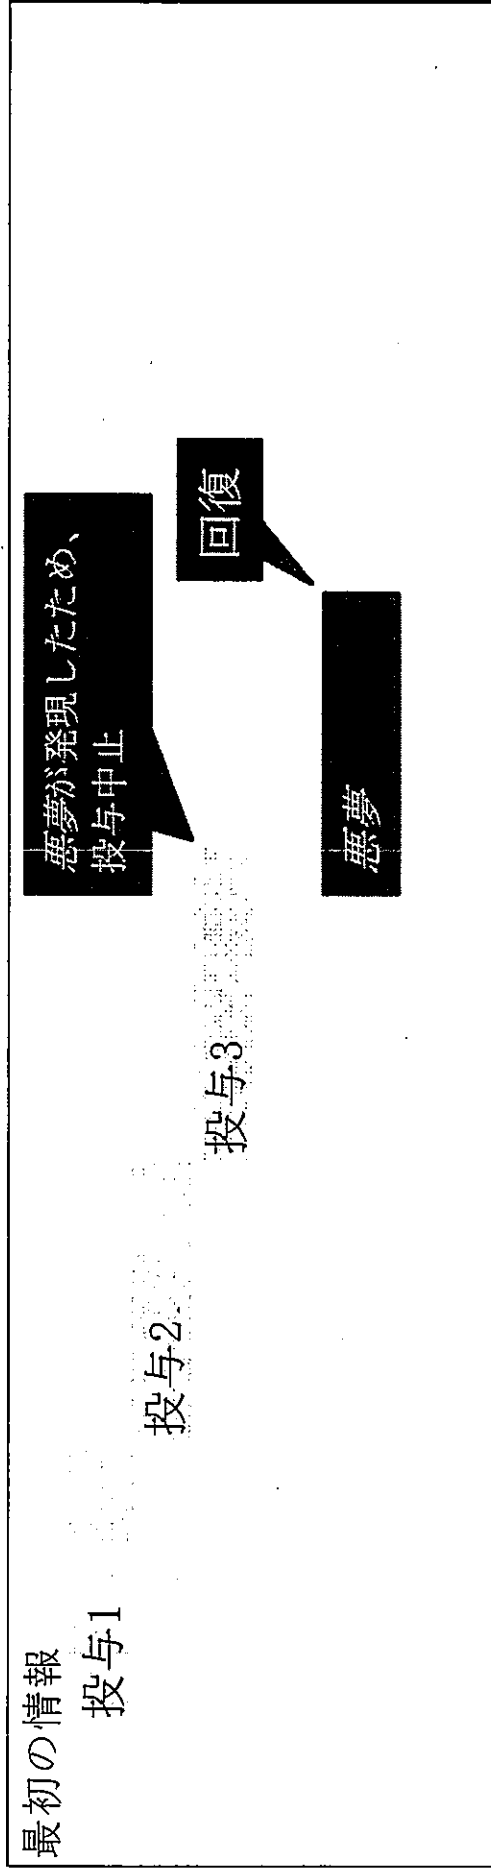 最初の情報
投与1
投与2
投与3
悪夢が発現したため、
投与中止
回復
悪夢